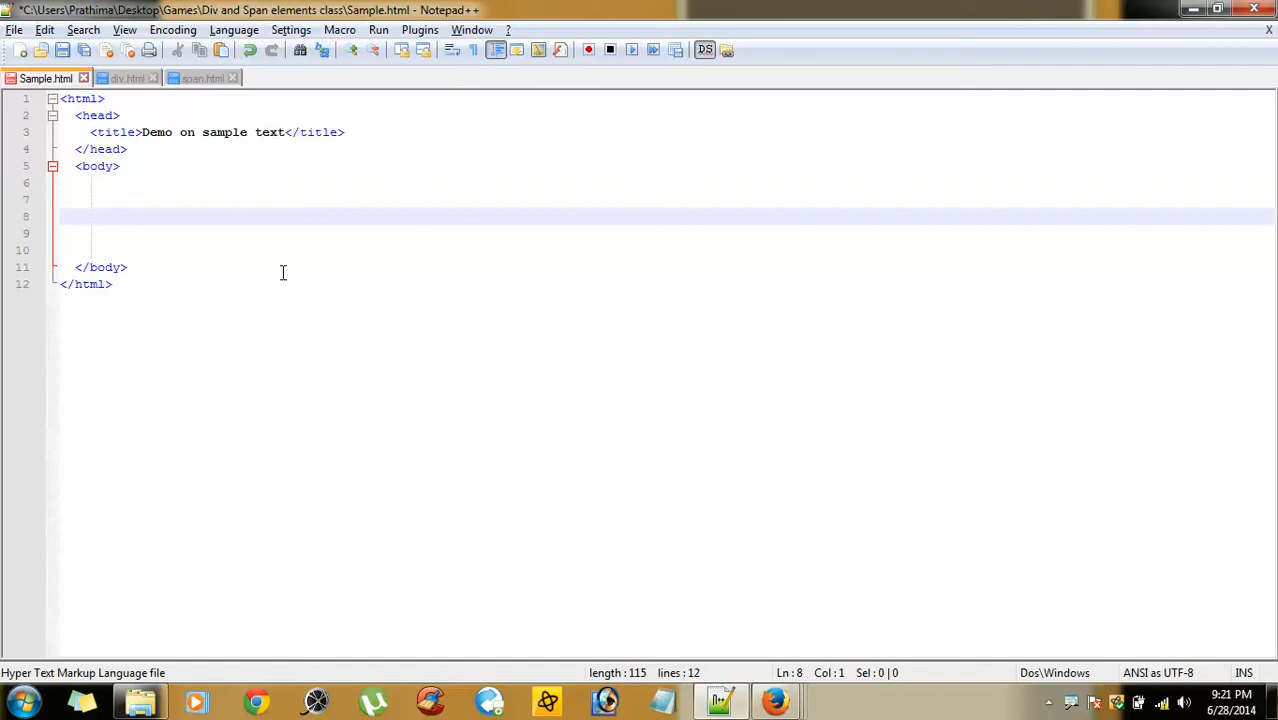 *C:\Users\Prathima\Desktop\Games\Div and Span elements class\Sample.html - Notepad++
File Edit Search View Encoding Language Settings Macro Run Plugins Window ?
X
Sample.html div.html span.html
1 <html>
2 <head>
3 <title>Demo on sample text</title>
4 </head>
5 <body>
6
7
8
9
10
11 </body>
12 </html>
Hyper Text Markup Language file length : 115 lines : 12 Ln : 8 Col : 1 Sel : 0 | 0 Dos\Windows ANSI as UTF-8 INS
9:21 PM
6/28/2014